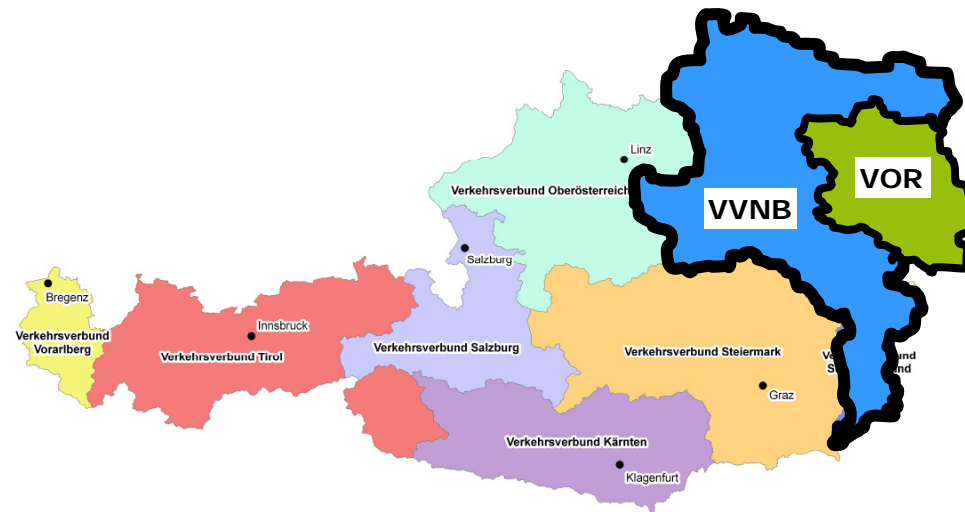 Linz
Verkehrsverbund Oberösterreich
VOR
VVNB
Salzburg
Bregenz
Innsbruck
Verkehrsverbund
Vorarlberg
Verkehrsverbund Tirol
Verkehrsverbund Salzburg
Verkehrsverbund Steiermark
Graz
Verkehrsverbund Kärnten
Klagenfurt